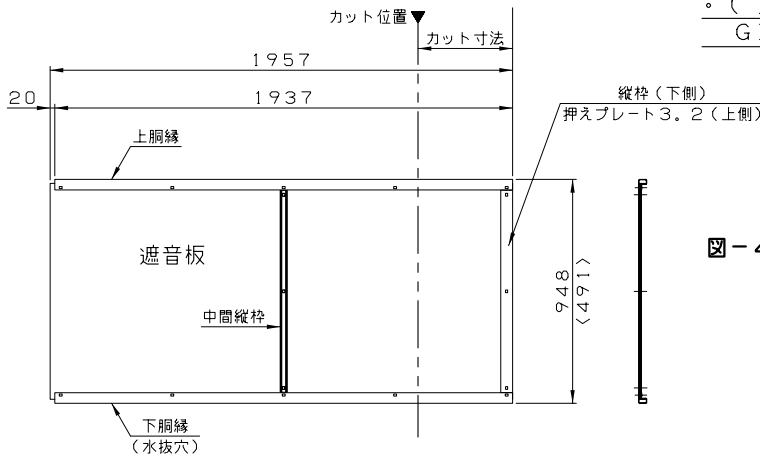 カット位置▼
。(
G
カット寸法
1957
20
1937
縦枠（下側）
押えプレート3．2（上側）
上胴縁
遮音板
図－4
948
〈491〉
中間縦枠
下胴縁
（水抜穴）